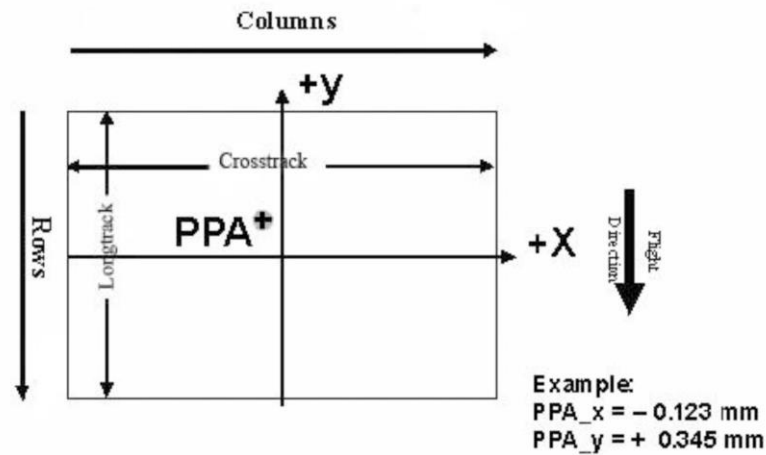 Columns
+y
Crosstrack
PPA+
+X
Rows
Longtrack
Flight
Direction
Example:
PPA_x = – 0.123 mm
PPA_y = + 0.345 mm